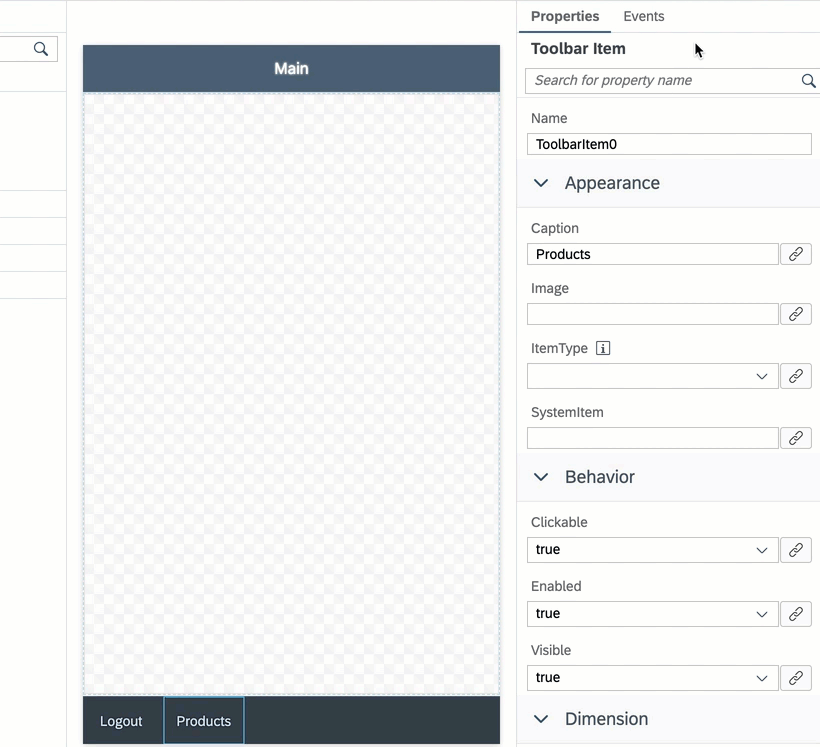 Main
Logout
Products
Properties
Events
Toolbar Item
Search for property name
Name
ToolbarItem0
Appearance
Caption
Products
Image
ItemType
SystemItem
Behavior
Clickable
true
Enabled
true
Visible
true
Dimension